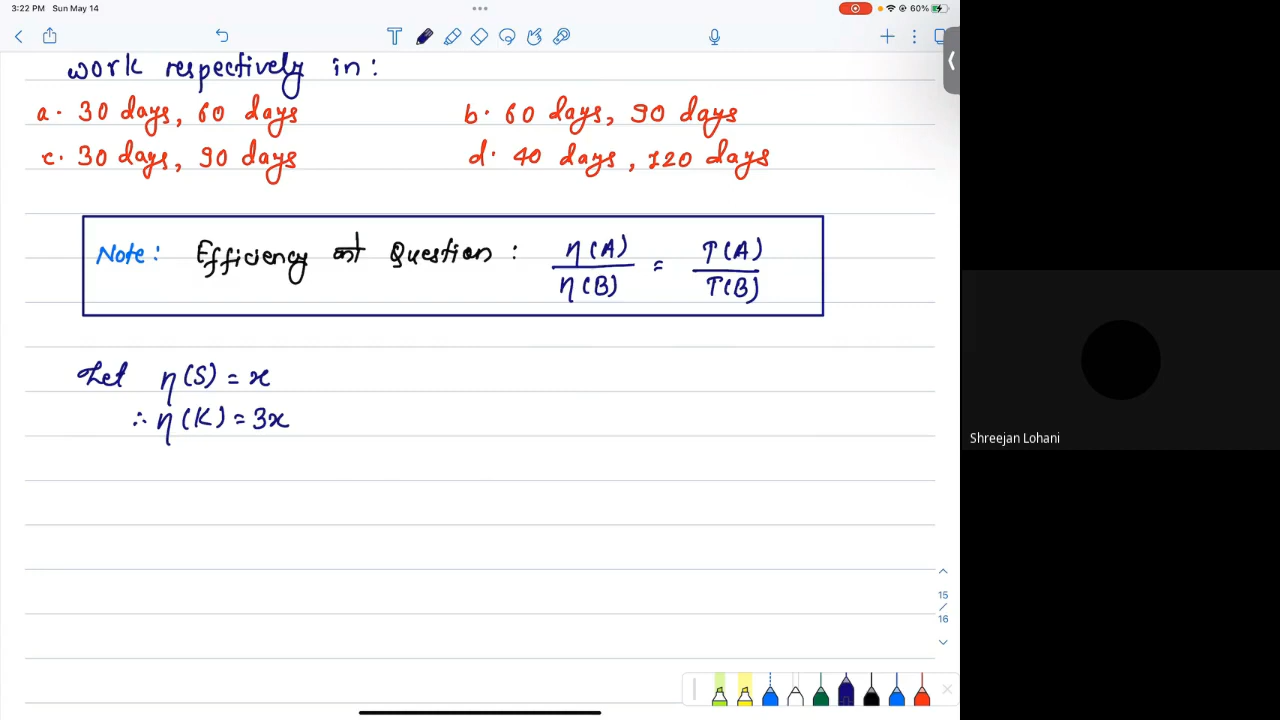 3:22 PM Sun May 14
60%
work respectively in:
a. 30 days, 60 days
b. 60 days, 90 days
c. 30 days, 90 days
d. 40 days, 120 days
Note: Efficiency Question: η(A)/η(B) = T(A)/T(B)
Let η(S) = x
∴ η(K) = 3x
Shreejan Lohani
15
/
16